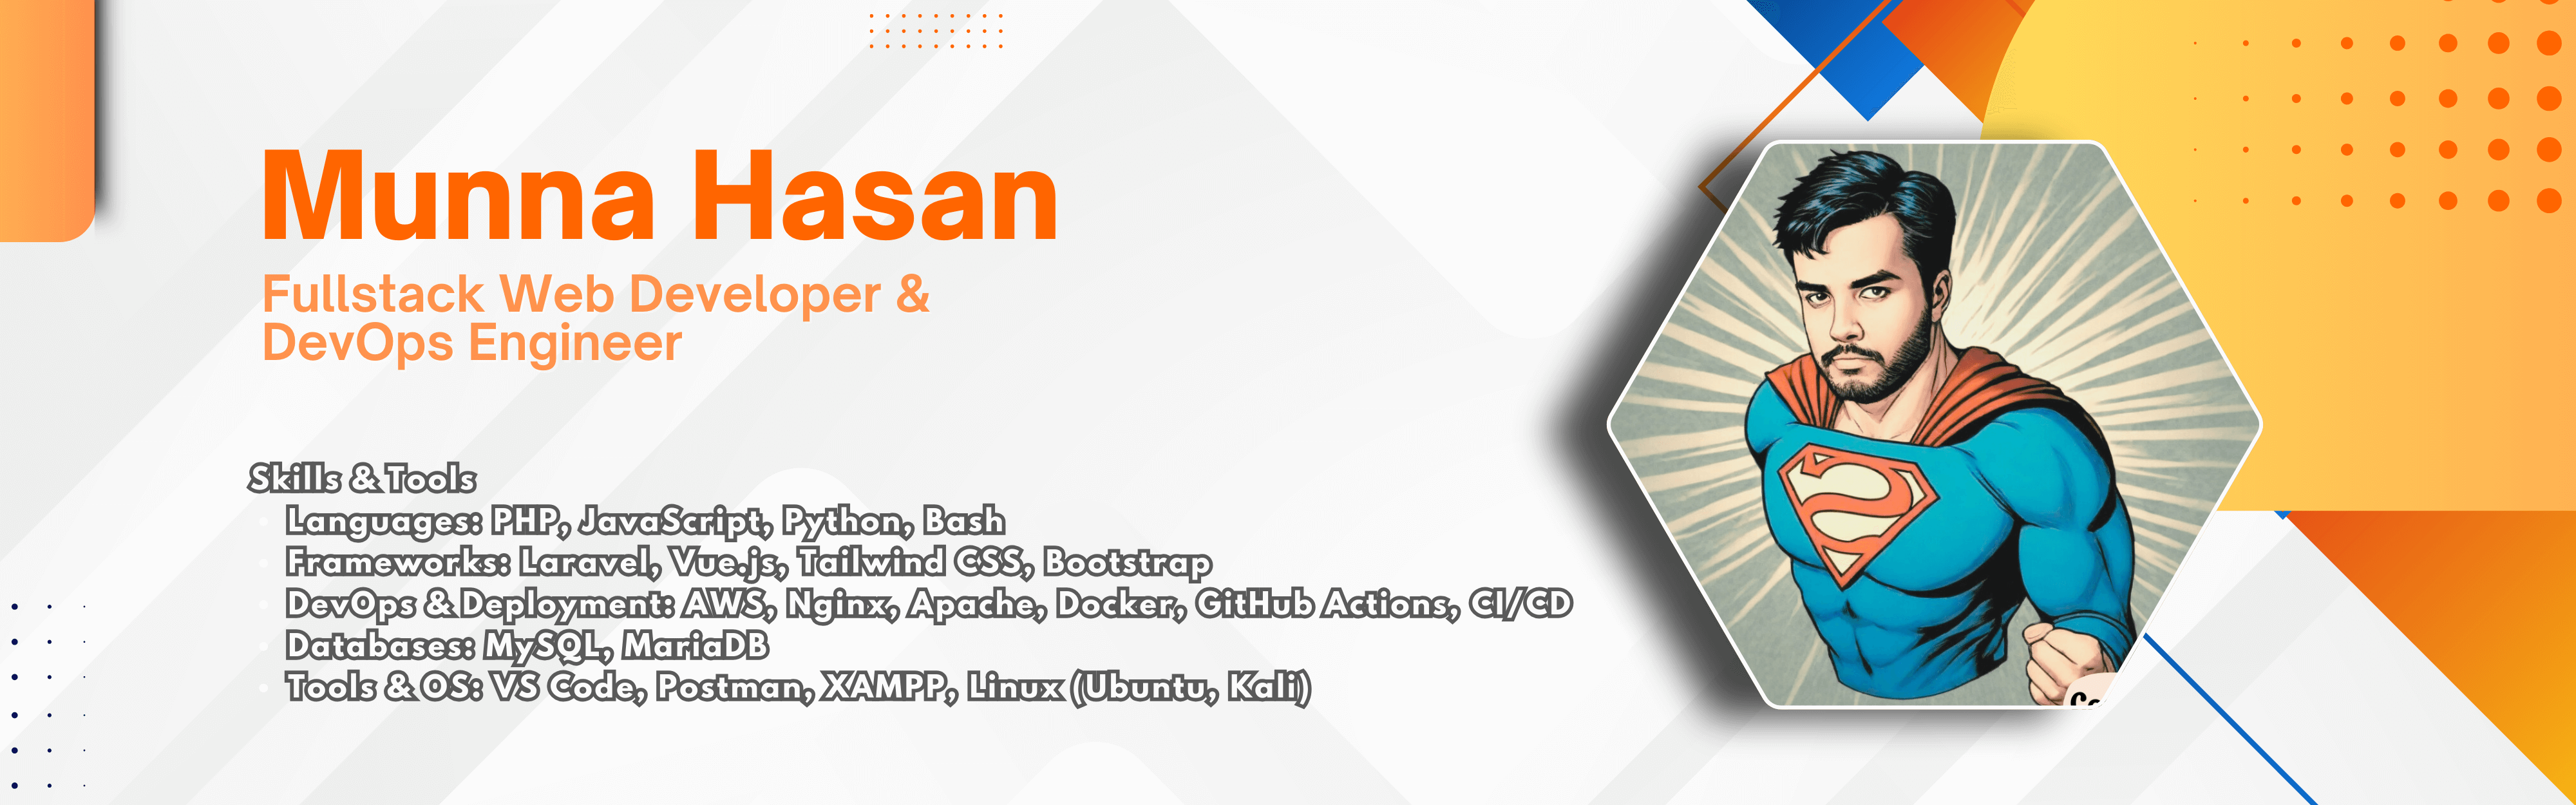 Munna Hasan
Fullstack Web Developer &
DevOps Engineer
Skills & Tools
Languages: PHP, JavaScript, Python, Bash
Frameworks: Laravel, Vue.js, Tailwind CSS, Bootstrap
DevOps & Deployment: AWS, Nginx, Apache, Docker, GitHub Actions, CI/CD
Databases: MySQL, MariaDB
Tools & OS: VS Code, Postman, XAMPP, Linux (Ubuntu, Kali)